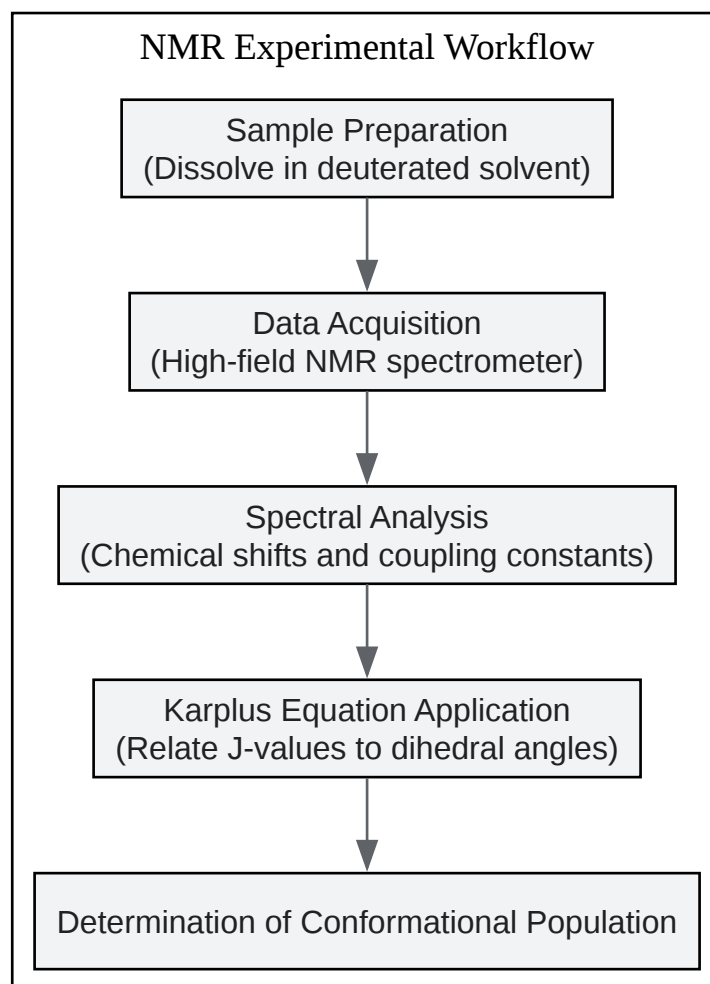 NMR Experimental Workflow
Sample Preparation
(Dissolve in deuterated solvent)
Data Acquisition
(High-field NMR spectrometer)
Spectral Analysis
(Chemical shifts and coupling constants)
Karplus Equation Application
(Relate J-values to dihedral angles)
Determination of Conformational Population